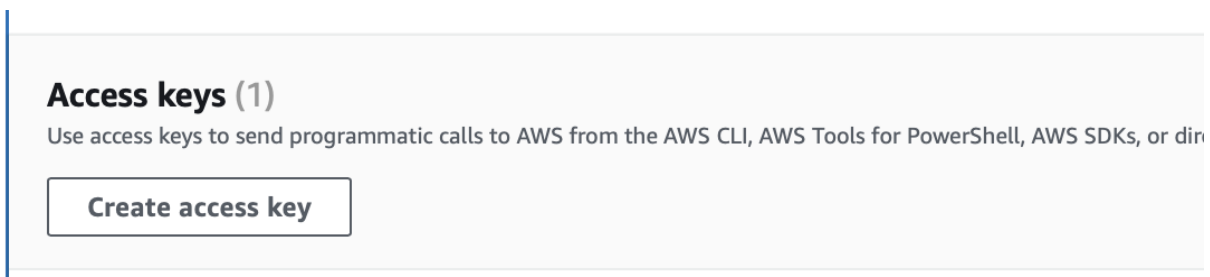 Access keys (1)
Use access keys to send programmatic calls to AWS from the AWS CLI, AWS Tools for PowerShell, AWS SDKs, or
Create access key